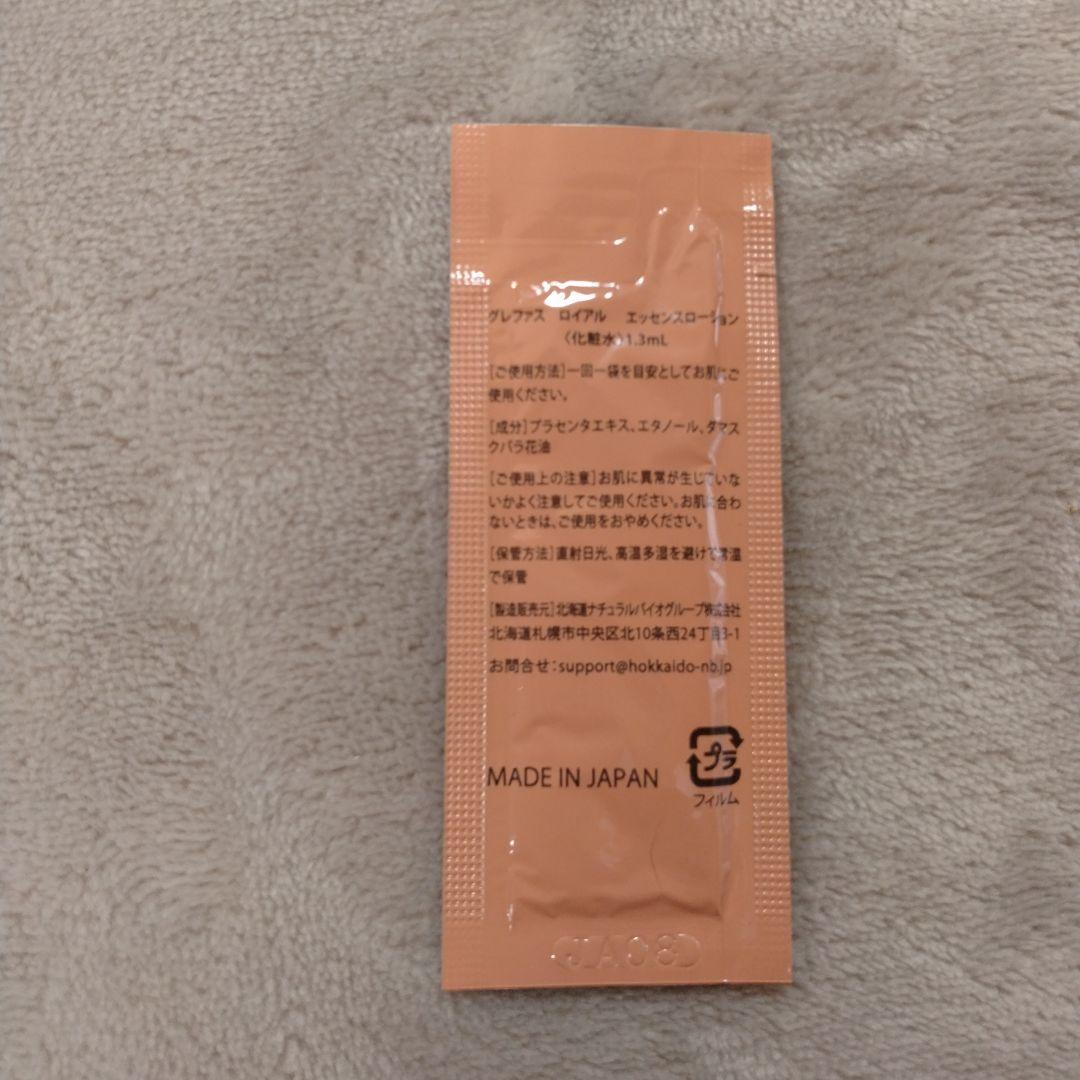 グレファス ロイアル エッセンスローション
〈化粧水〉1.3mL
[ご使用方法]一回一袋を目安としてお肌にご
使用ください。
[成分]プラセンタエキス、エタノール、ダマス
クバラ花油
[ご使用上の注意]お肌に異常が生じていな
いかよく注意してご使用ください。お肌に合わ
ないときは、ご使用をおやめください。
[保管方法]直射日光、高温多湿を避けて常温
で保管
[製造販売元]北海道ナチュラルバイオグループ株式会社
北海道札幌市中央区北10条西24丁目3-1
お問合せ:support@hokkaido-nb.jp
プラ
MADE IN JAPAN
フィルム
JA08